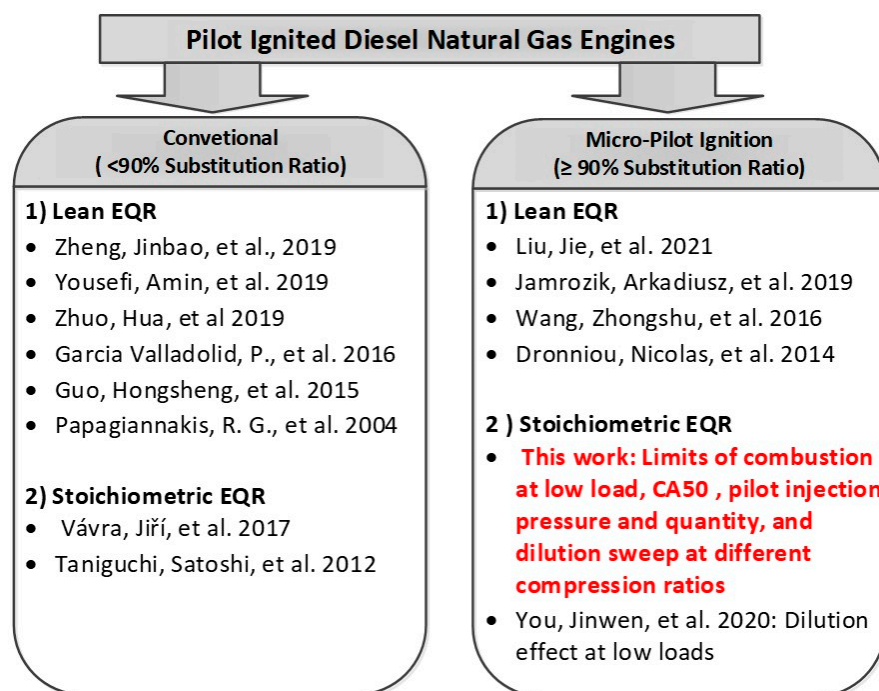 Pilot Ignited Diesel Natural Gas Engines
Convetional
( <90% Substitution Ratio)
1) Lean EQR
• Zheng, Jinbao, et al., 2019
• Yousefi, Amin, et al. 2019
• Zhuo, Hua, et al 2019
• Garcia Valladolid, P., et al. 2016
• Guo, Hongsheng, et al. 2015
• Papagiannakis, R. G., et al. 2004
2) Stoichiometric EQR
• Vávra, Jiří, et al. 2017
• Taniguchi, Satoshi, et al. 2012
Micro-Pilot Ignition
(≥ 90% Substitution Ratio)
1) Lean EQR
• Liu, Jie, et al. 2021
• Jamrozik, Arkadiusz, et al. 2019
• Wang, Zhongshu, et al. 2016
• Dronniou, Nicolas, et al. 2014
2 ) Stoichiometric EQR
• This work: Limits of combustion
at low load, CA50 , pilot injection
pressure and quantity, and
dilution sweep at different
compression ratios
• You, Jinwen, et al. 2020: Dilution
effect at low loads